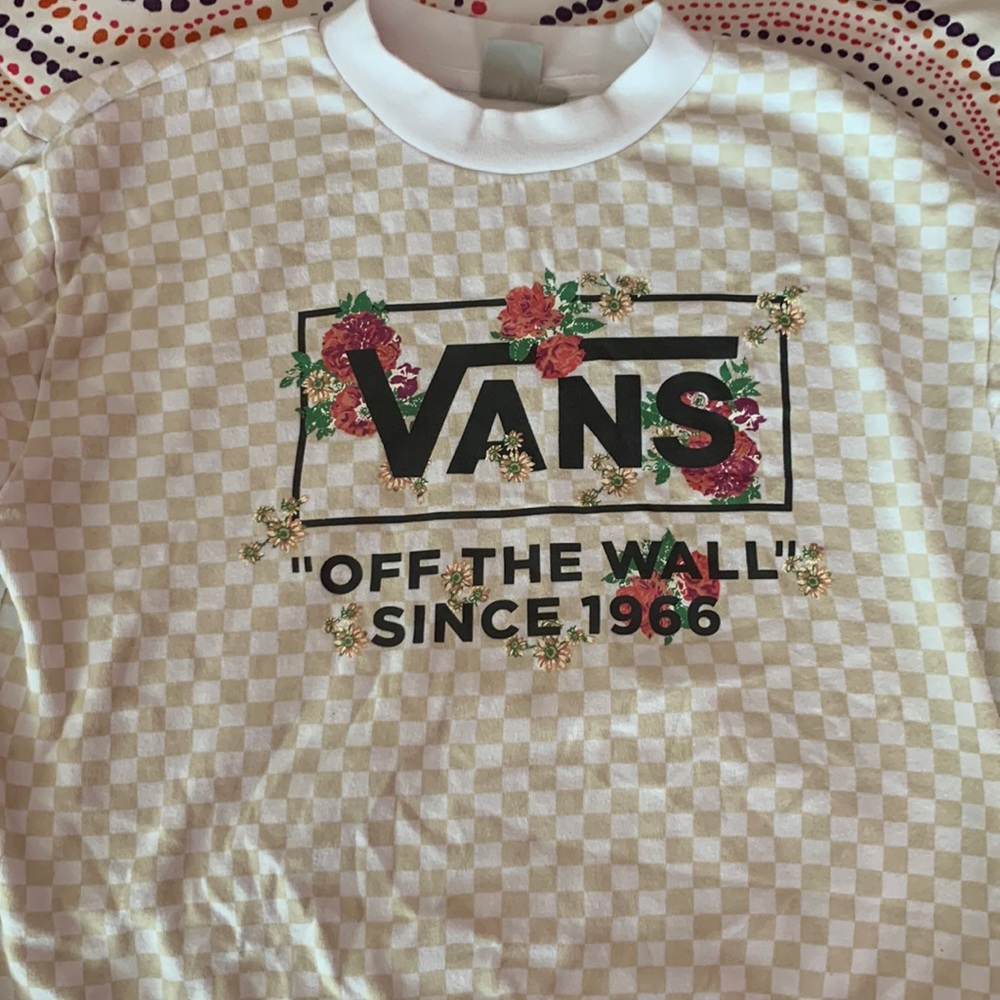 VANS
"OFF THE WALL"
SINCE 1966